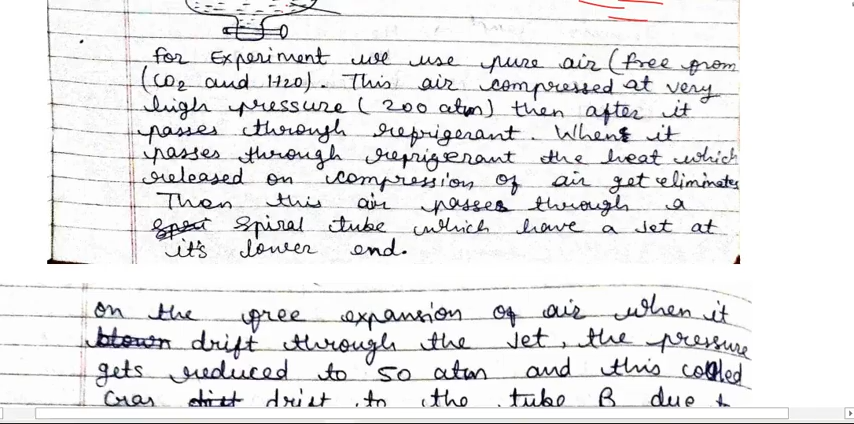 for Experiment we use pure air (free from
(CO2 and H2O). This air compressed at very
high pressure (200 atm) then after it
passes through refrigerant. When it
passes through refrigerant the heat which
released on compression of air get eliminates
Then this air passes through a
spiral tube which have a Jet at
it's lower end.
on the free expansion of air when it
drift through the Jet, the pressure
gets reduced to 50 atm and this cooled
Gas drift to the tube B due